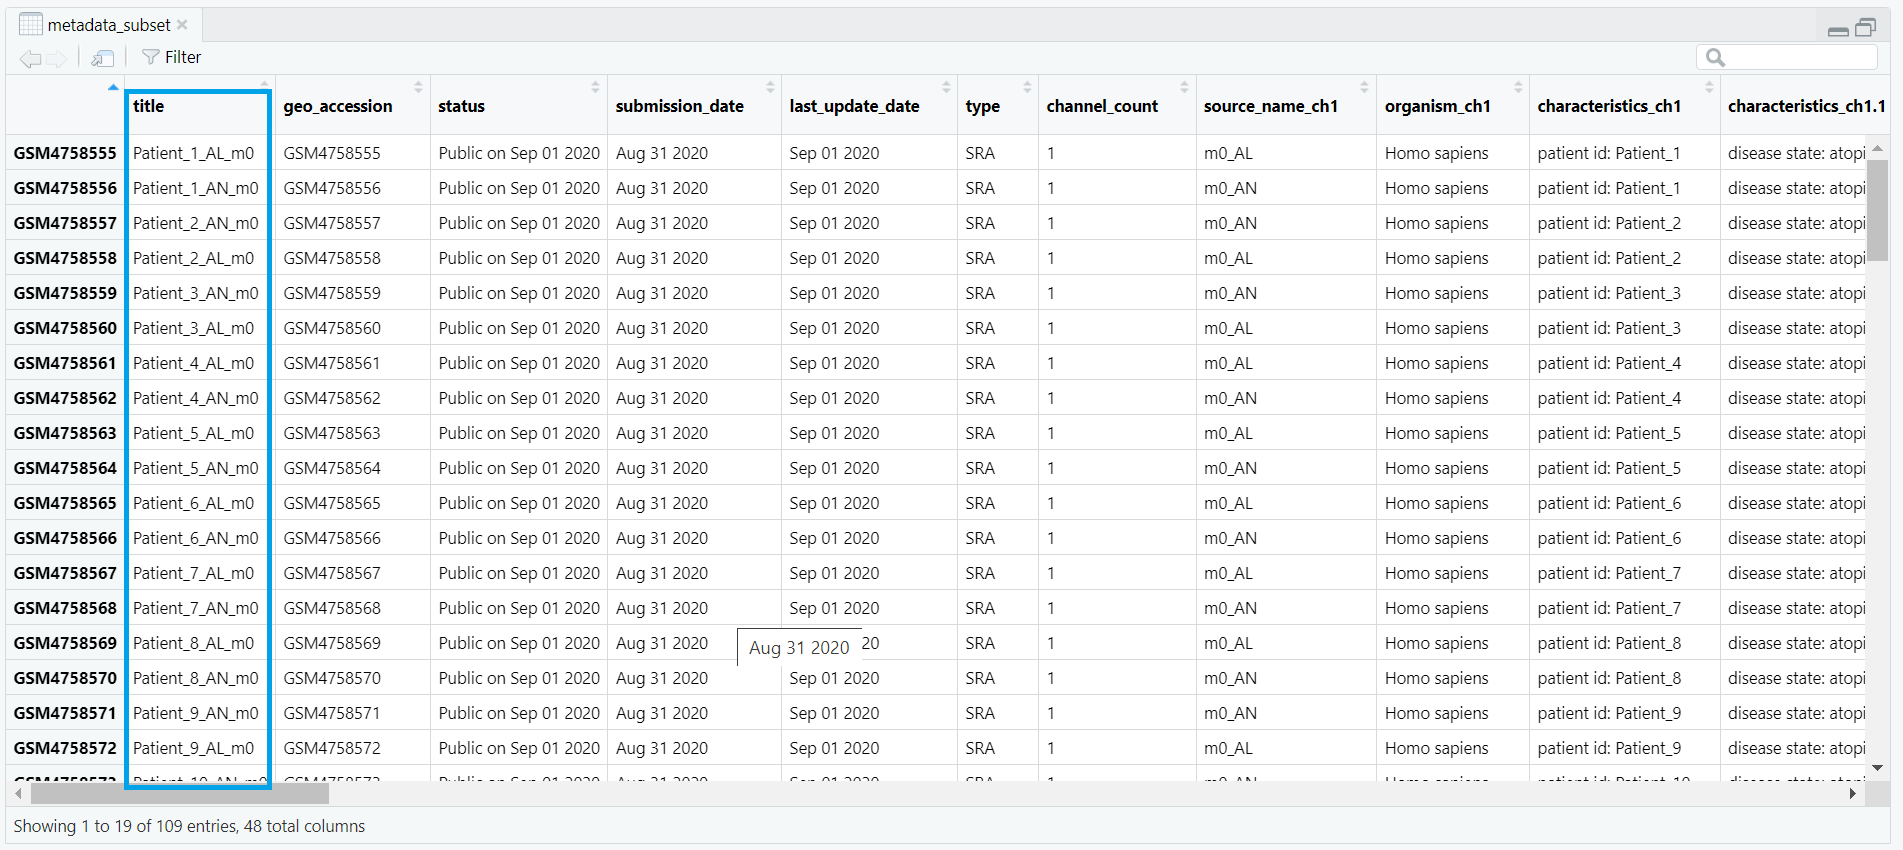 metadata_subset
Filter
title geo_accession status submission_date last_update_date type channel_count source_name_ch1 organism_ch1 characteristics_ch1 characteristics_ch1.1
GSM4758555 Patient_1_AL_m0 GSM4758555 Public on Sep 01 2020 Aug 31 2020 Sep 01 2020 SRA 1 m0_AL Homo sapiens patient id: Patient_1 disease state: atopi
GSM4758556 Patient_1_AN_m0 GSM4758556 Public on Sep 01 2020 Aug 31 2020 Sep 01 2020 SRA 1 m0_AN Homo sapiens patient id: Patient_1 disease state: atopi
GSM4758557 Patient_2_AN_m0 GSM4758557 Public on Sep 01 2020 Aug 31 2020 Sep 01 2020 SRA 1 m0_AN Homo sapiens patient id: Patient_2 disease state: atopi
GSM4758558 Patient_2_AL_m0 GSM4758558 Public on Sep 01 2020 Aug 31 2020 Sep 01 2020 SRA 1 m0_AL Homo sapiens patient id: Patient_2 disease state: atopi
GSM4758559 Patient_3_AN_m0 GSM4758559 Public on Sep 01 2020 Aug 31 2020 Sep 01 2020 SRA 1 m0_AN Homo sapiens patient id: Patient_3 disease state: atopi
GSM4758560 Patient_3_AL_m0 GSM4758560 Public on Sep 01 2020 Aug 31 2020 Sep 01 2020 SRA 1 m0_AL Homo sapiens patient id: Patient_3 disease state: atopi
GSM4758561 Patient_4_AL_m0 GSM4758561 Public on Sep 01 2020 Aug 31 2020 Sep 01 2020 SRA 1 m0_AL Homo sapiens patient id: Patient_4 disease state: atopi
GSM4758562 Patient_4_AN_m0 GSM4758562 Public on Sep 01 2020 Aug 31 2020 Sep 01 2020 SRA 1 m0_AN Homo sapiens patient id: Patient_4 disease state: atopi
GSM4758563 Patient_5_AL_m0 GSM4758563 Public on Sep 01 2020 Aug 31 2020 Sep 01 2020 SRA 1 m0_AL Homo sapiens patient id: Patient_5 disease state: atopi
GSM4758564 Patient_5_AN_m0 GSM4758564 Public on Sep 01 2020 Aug 31 2020 Sep 01 2020 SRA 1 m0_AN Homo sapiens patient id: Patient_5 disease state: atopi
GSM4758565 Patient_6_AL_m0 GSM4758565 Public on Sep 01 2020 Aug 31 2020 Sep 01 2020 SRA 1 m0_AL Homo sapiens patient id: Patient_6 disease state: atopi
GSM4758566 Patient_6_AN_m0 GSM4758566 Public on Sep 01 2020 Aug 31 2020 Sep 01 2020 SRA 1 m0_AN Homo sapiens patient id: Patient_6 disease state: atopi
GSM4758567 Patient_7_AL_m0 GSM4758567 Public on Sep 01 2020 Aug 31 2020 Sep 01 2020 SRA 1 m0_AL Homo sapiens patient id: Patient_7 disease state: atopi
GSM4758568 Patient_7_AN_m0 GSM4758568 Public on Sep 01 2020 Aug 31 2020 Sep 01 2020 SRA 1 m0_AN Homo sapiens patient id: Patient_7 disease state: atopi
GSM4758569 Patient_8_AL_m0 GSM4758569 Public on Sep 01 2020 Aug 31 2020 20 SRA 1 m0_AL Homo sapiens patient id: Patient_8 disease state: atopi
Aug 31 2020
GSM4758570 Patient_8_AN_m0 GSM4758570 Public on Sep 01 2020 Aug 31 2020 Sep 01 2020 SRA 1 m0_AN Homo sapiens patient id: Patient_8 disease state: atopi
GSM4758571 Patient_9_AN_m0 GSM4758571 Public on Sep 01 2020 Aug 31 2020 Sep 01 2020 SRA 1 m0_AN Homo sapiens patient id: Patient_9 disease state: atopi
GSM4758572 Patient_9_AL_m0 GSM4758572 Public on Sep 01 2020 Aug 31 2020 Sep 01 2020 SRA 1 m0_AL Homo sapiens patient id: Patient_9 disease state: atopi
Showing 1 to 19 of 109 entries, 48 total columns